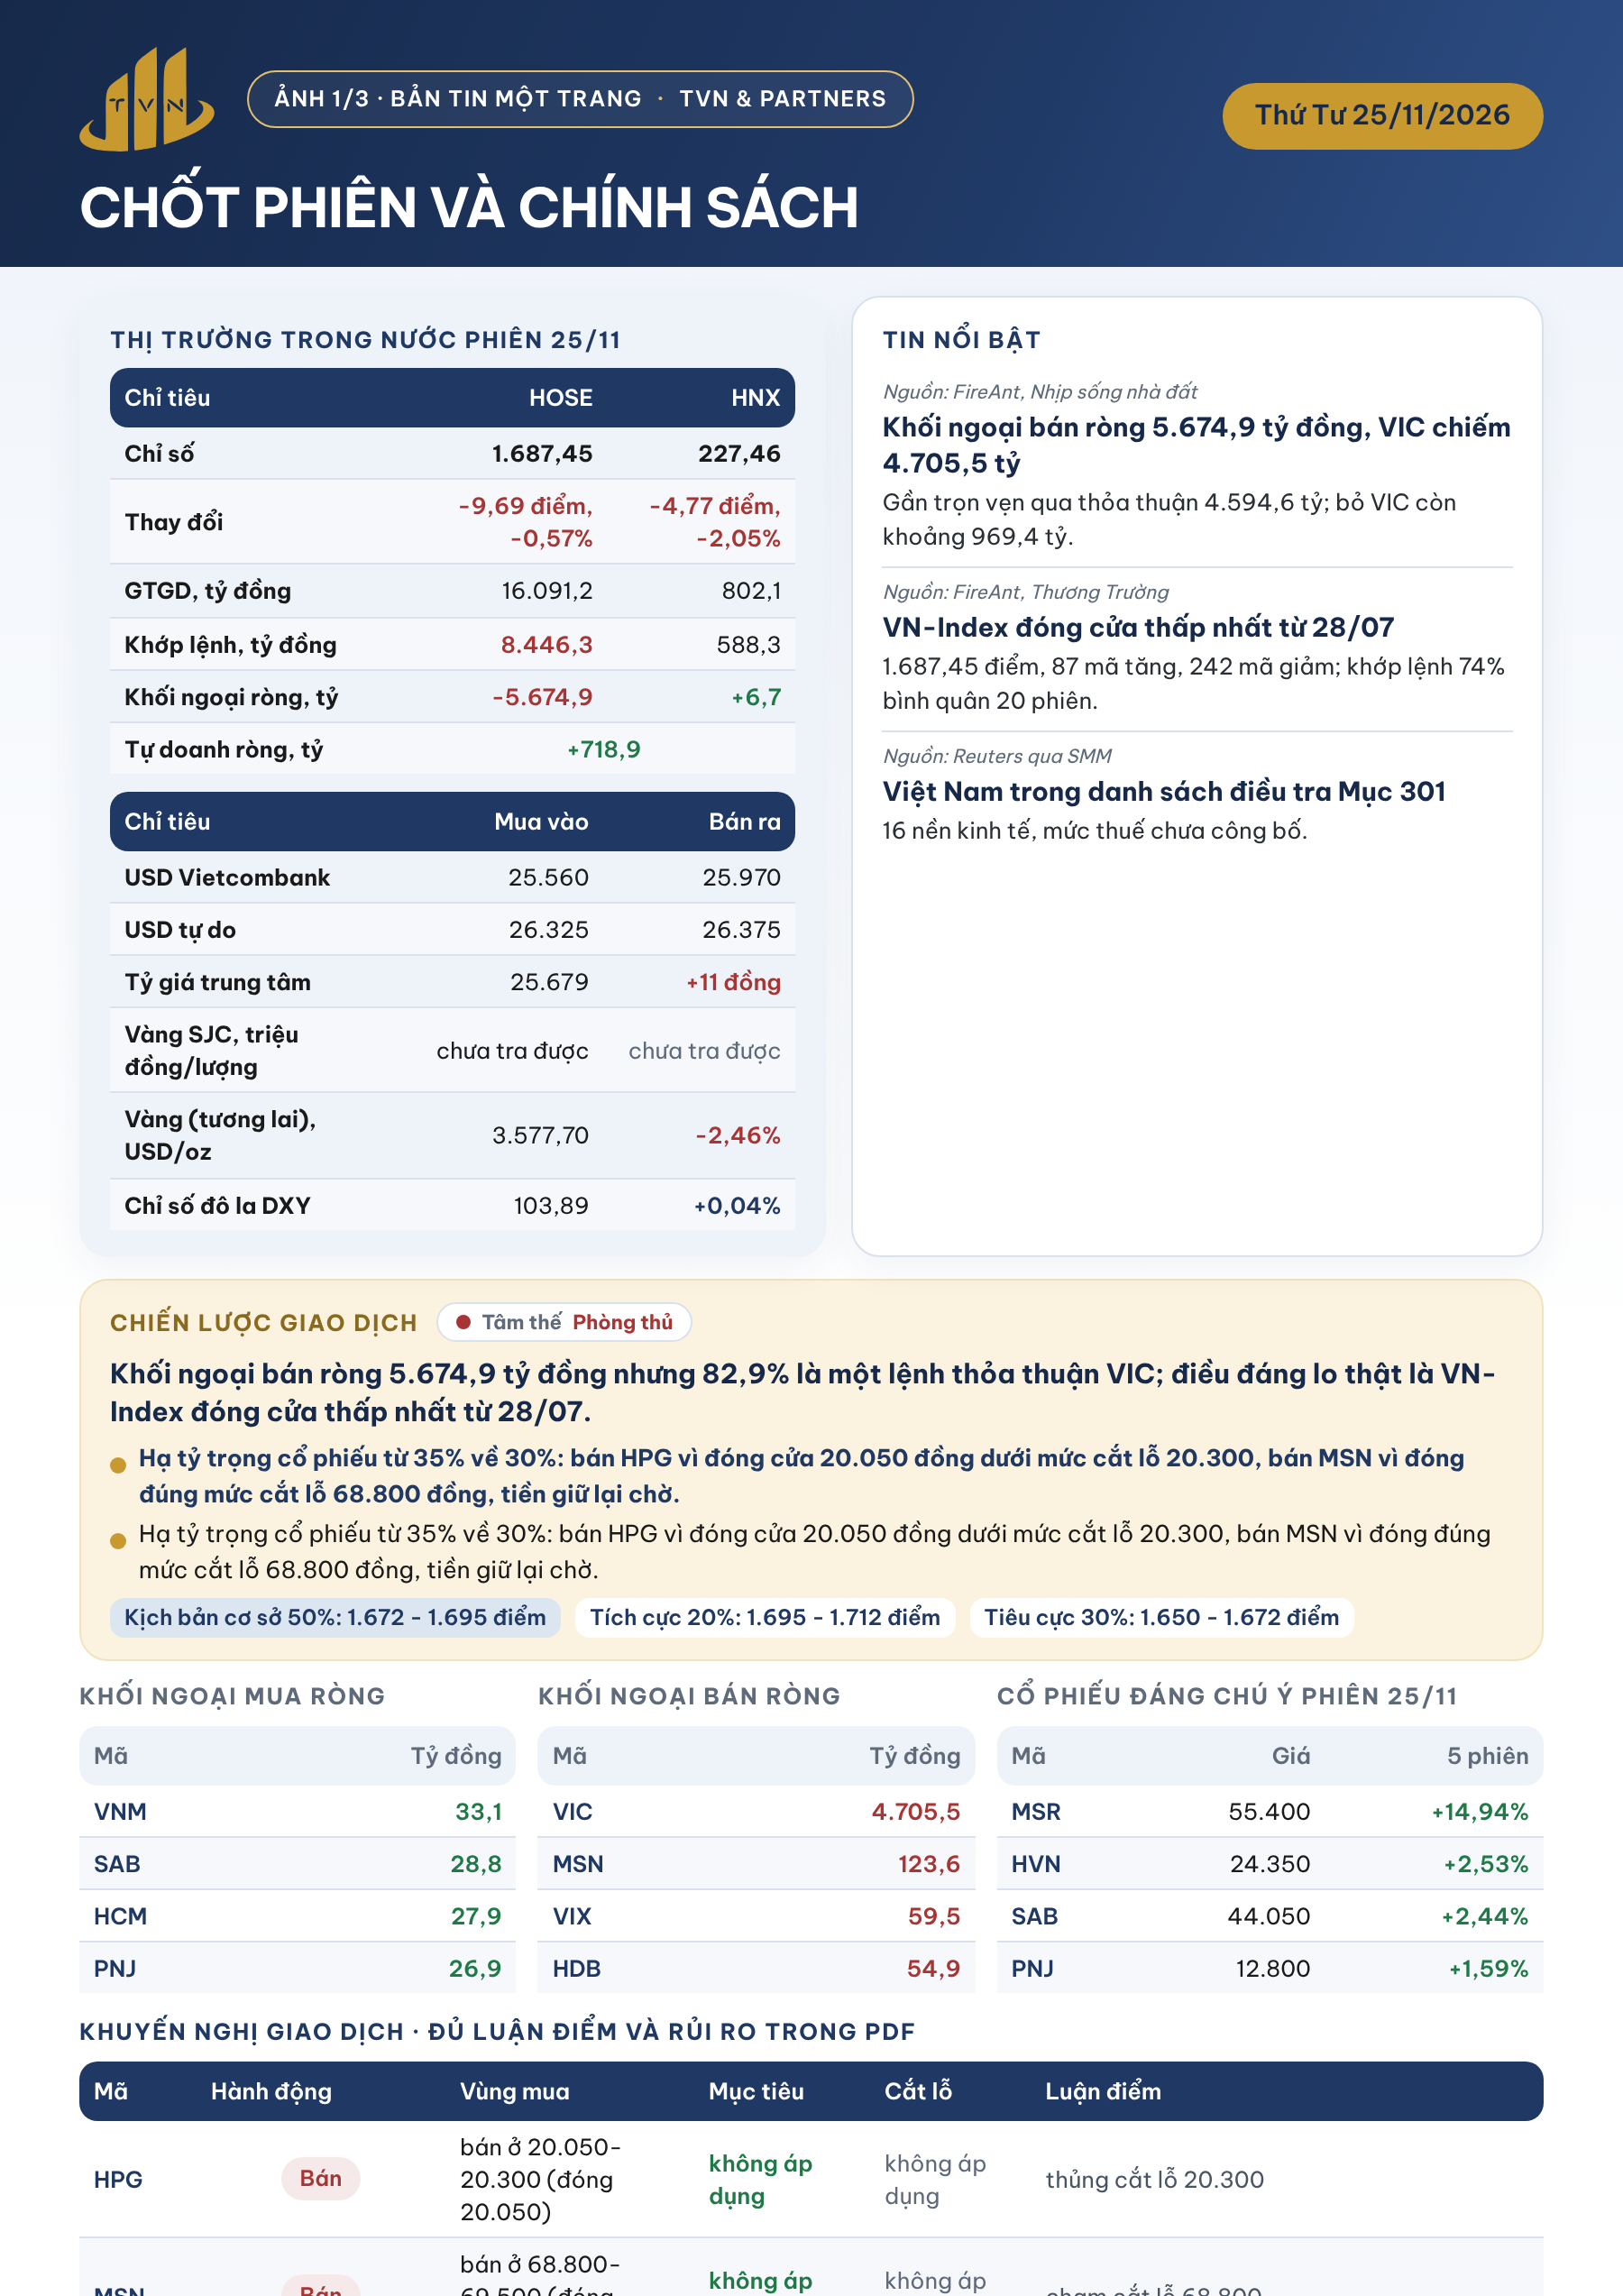 TVN
ẢNH 1/3 · BẢN TIN MỘT TRANG · TVN & PARTNERS
Thứ Tư 25/11/2026
CHỐT PHIÊN VÀ CHÍNH SÁCH
THỊ TRƯỜNG TRONG NƯỚC PHIÊN 25/11
Chỉ tiêu HOSE HNX
Chỉ số 1.687,45 227,46
Thay đổi -9,69 điểm, -0,57% -4,77 điểm, -2,05%
GTGD, tỷ đồng 16.091,2 802,1
Khớp lệnh, tỷ đồng 8.446,3 588,3
Khối ngoại ròng, tỷ -5.674,9 +6,7
Tự doanh ròng, tỷ +718,9
Chỉ tiêu Mua vào Bán ra
USD Vietcombank 25.560 25.970
USD tự do 26.325 26.375
Tỷ giá trung tâm 25.679 +11 đồng
Vàng SJC, triệu đồng/lượng chưa tra được chưa tra được
Vàng (tương lai), USD/oz 3.577,70 -2,46%
Chỉ số đô la DXY 103,89 +0,04%
TIN NỔI BẬT
Nguồn: FireAnt, Nhịp sống nhà đất
Khối ngoại bán ròng 5.674,9 tỷ đồng, VIC chiếm
4.705,5 tỷ
Gần trọn vẹn qua thỏa thuận 4.594,6 tỷ; bỏ VIC còn
khoảng 969,4 tỷ.
Nguồn: FireAnt, Thương Trường
VN-Index đóng cửa thấp nhất từ 28/07
1.687,45 điểm, 87 mã tăng, 242 mã giảm; khớp lệnh 74%
bình quân 20 phiên.
Nguồn: Reuters qua SMM
Việt Nam trong danh sách điều tra Mục 301
16 nền kinh tế, mức thuế chưa công bố.
CHIẾN LƯỢC GIAO DỊCH Tâm thế Phòng thủ
Khối ngoại bán ròng 5.674,9 tỷ đồng nhưng 82,9% là một lệnh thỏa thuận VIC; điều đáng lo thật là VN-
Index đóng cửa thấp nhất từ 28/07.
Hạ tỷ trọng cổ phiếu từ 35% về 30%: bán HPG vì đóng cửa 20.050 đồng dưới mức cắt lỗ 20.300, bán MSN vì đóng
đúng mức cắt lỗ 68.800 đồng, tiền giữ lại chờ.
Hạ tỷ trọng cổ phiếu từ 35% về 30%: bán HPG vì đóng cửa 20.050 đồng dưới mức cắt lỗ 20.300, bán MSN vì đóng đúng
mức cắt lỗ 68.800 đồng, tiền giữ lại chờ.
Kịch bản cơ sở 50%: 1.672 - 1.695 điểm Tích cực 20%: 1.695 - 1.712 điểm Tiêu cực 30%: 1.650 - 1.672 điểm
KHỐI NGOẠI MUA RÒNG
Mã Tỷ đồng
VNM 33,1
SAB 28,8
HCM 27,9
PNJ 26,9
KHỐI NGOẠI BÁN RÒNG
Mã Tỷ đồng
VIC 4.705,5
MSN 123,6
VIX 59,5
HDB 54,9
CỔ PHIẾU ĐÁNG CHÚ Ý PHIÊN 25/11
Mã Giá 5 phiên
MSR 55.400 +14,94%
HVN 24.350 +2,53%
SAB 44.050 +2,44%
PNJ 12.800 +1,59%
KHUYẾN NGHỊ GIAO DỊCH · ĐỦ LUẬN ĐIỂM VÀ RỦI RO TRONG PDF
Mã Hành động Vùng mua Mục tiêu Cắt lỗ Luận điểm
HPG Bán bán ở 20.050-20.300 (đóng 20.050) không áp dụng không áp dụng thủng cắt lỗ 20.300
MSN Bán bán ở 68.800-69.500 (đóng không áp không áp chạm cắt lỗ 68.800